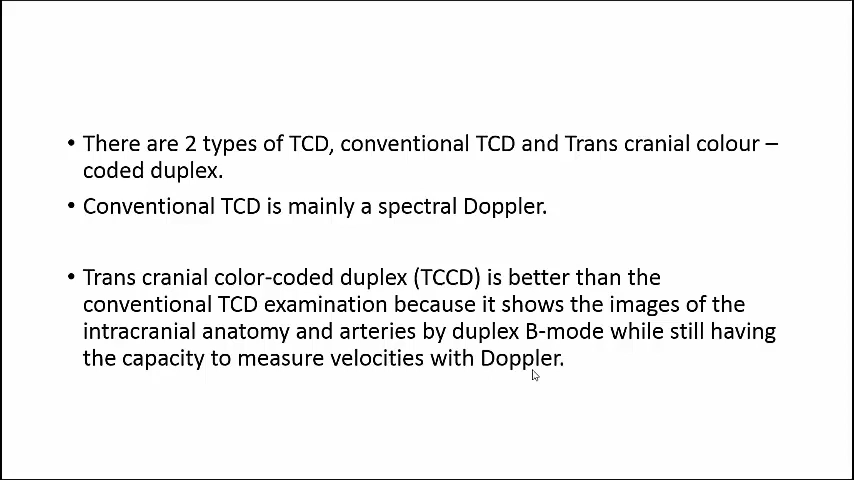 • There are 2 types of TCD, conventional TCD and Trans cranial colour –
coded duplex.
• Conventional TCD is mainly a spectral Doppler.
• Trans cranial color-coded duplex (TCCD) is better than the
conventional TCD examination because it shows the images of the
intracranial anatomy and arteries by duplex B-mode while still having
the capacity to measure velocities with Doppler.